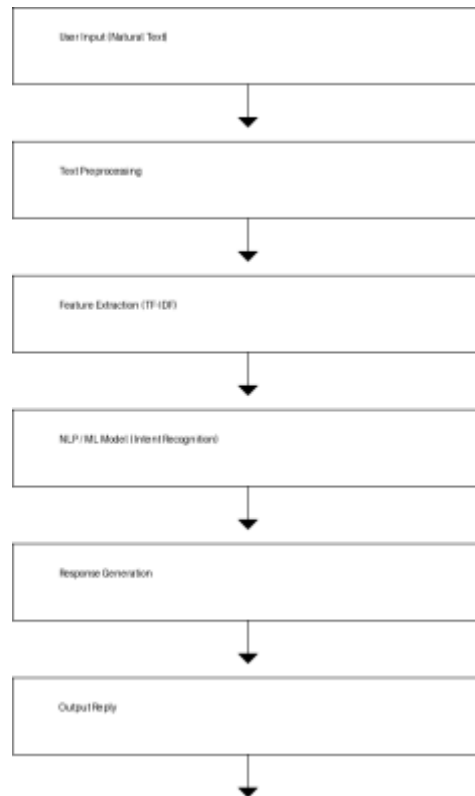 User Input (Natural Text)
Text Preprocessing
Feature Extraction (TF-IDF)
NLP / ML Model (Intent Recognition)
Response Generation
Output Reply